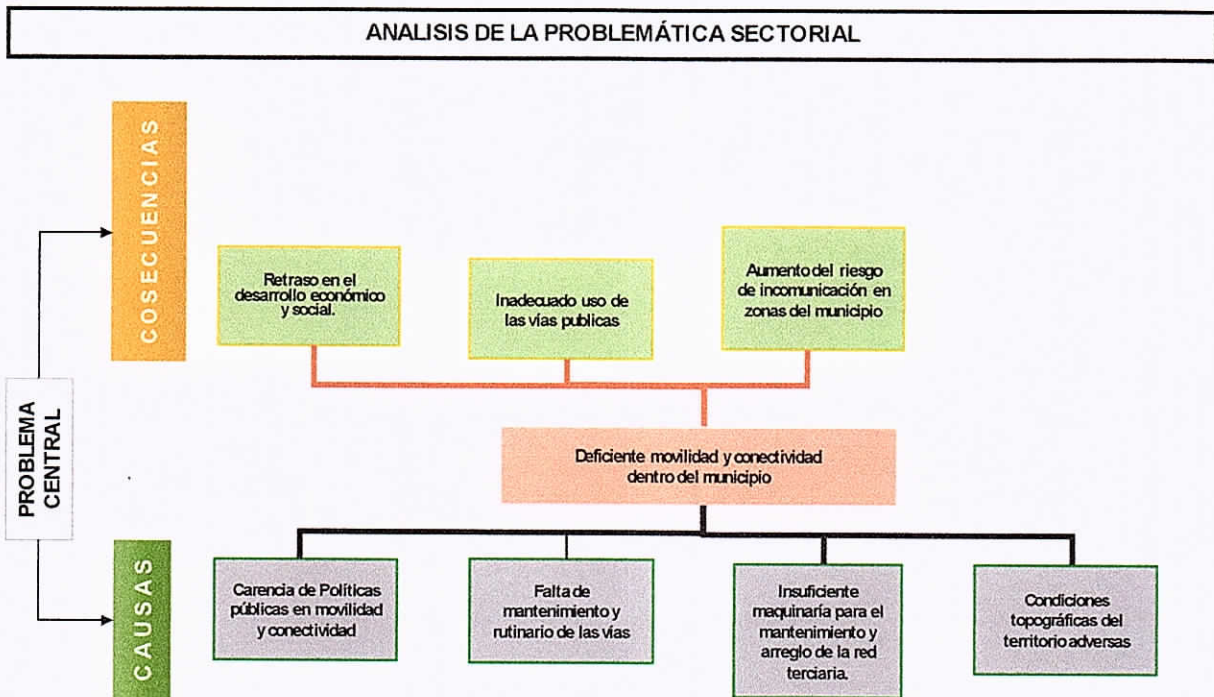 ANALISIS DE LA PROBLEMÁTICA SECTORIAL
COSECUENCIAS
Retraso en el
desarrollo económico
y social.
Inadecuado uso de
las vías publicas
Aumento del riesgo
de incomunicación en
zonas del municipio
PROBLEMA
CENTRAL
Deficiente movilidad y conectividad
dentro del municipio
CAUSAS
Carencia de Políticas
públicas en movilidad
y conectividad
Falta de
mantenimiento y
rutinario de las vías
Insuficiente
maquinaría para el
mantenimiento y
arreglo de la red
terciaria.
Condiciones
topográficas del
territorio adversas